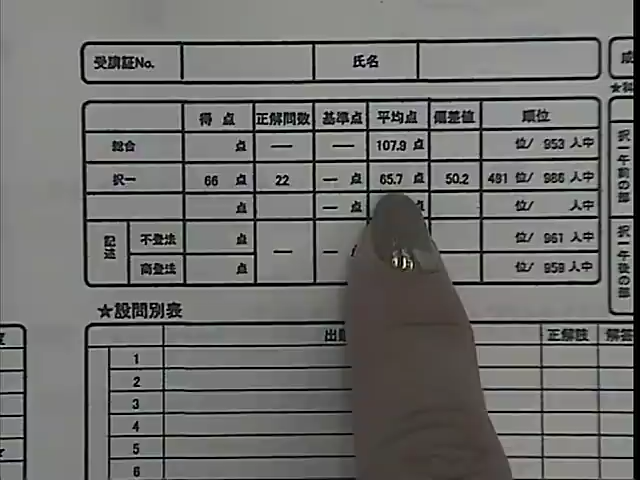 受講証No. 氏名
得点 正解問数 基準点 平均点 偏差値 順位
総合 点 ― ― 107.9 点 位/ 953 人中
択一 66 点 22 ― 点 65.7 点 50.2 491 位/ 986 人中
点 ― 点 点 位/ 人中
記述 不登法 点 ― ― 位/ 961 人中
商登法 点 位/ 959 人中
★設問別表
正解肢
1
2
3
4
5
6
択一午前の部
択一午後の部